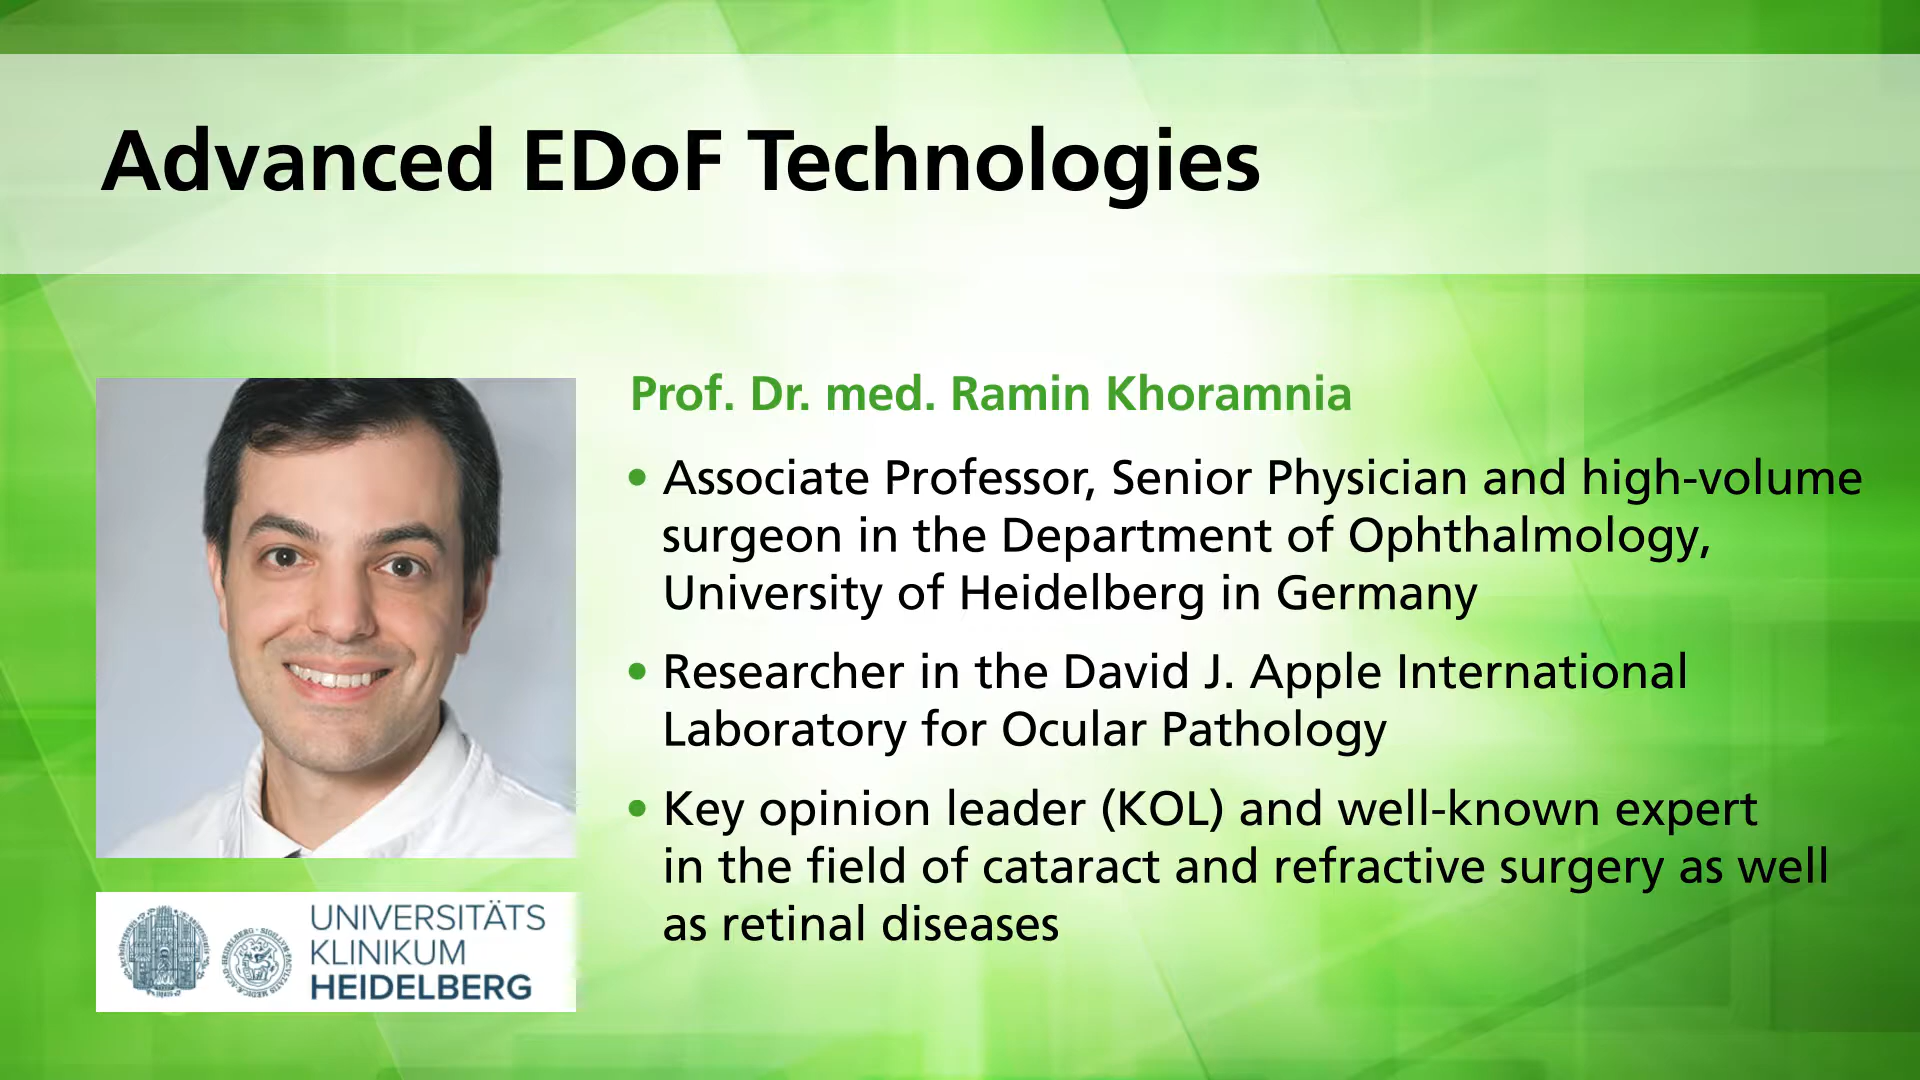 Advanced EDoF Technologies
Prof. Dr. med. Ramin Khoramnia
• Associate Professor, Senior Physician and high-volume
surgeon in the Department of Ophthalmology,
University of Heidelberg in Germany
• Researcher in the David J. Apple International
Laboratory for Ocular Pathology
• Key opinion leader (KOL) and well-known expert
in the field of cataract and refractive surgery as well
as retinal diseases
UNIVERSITÄTS
KLINIKUM
HEIDELBERG